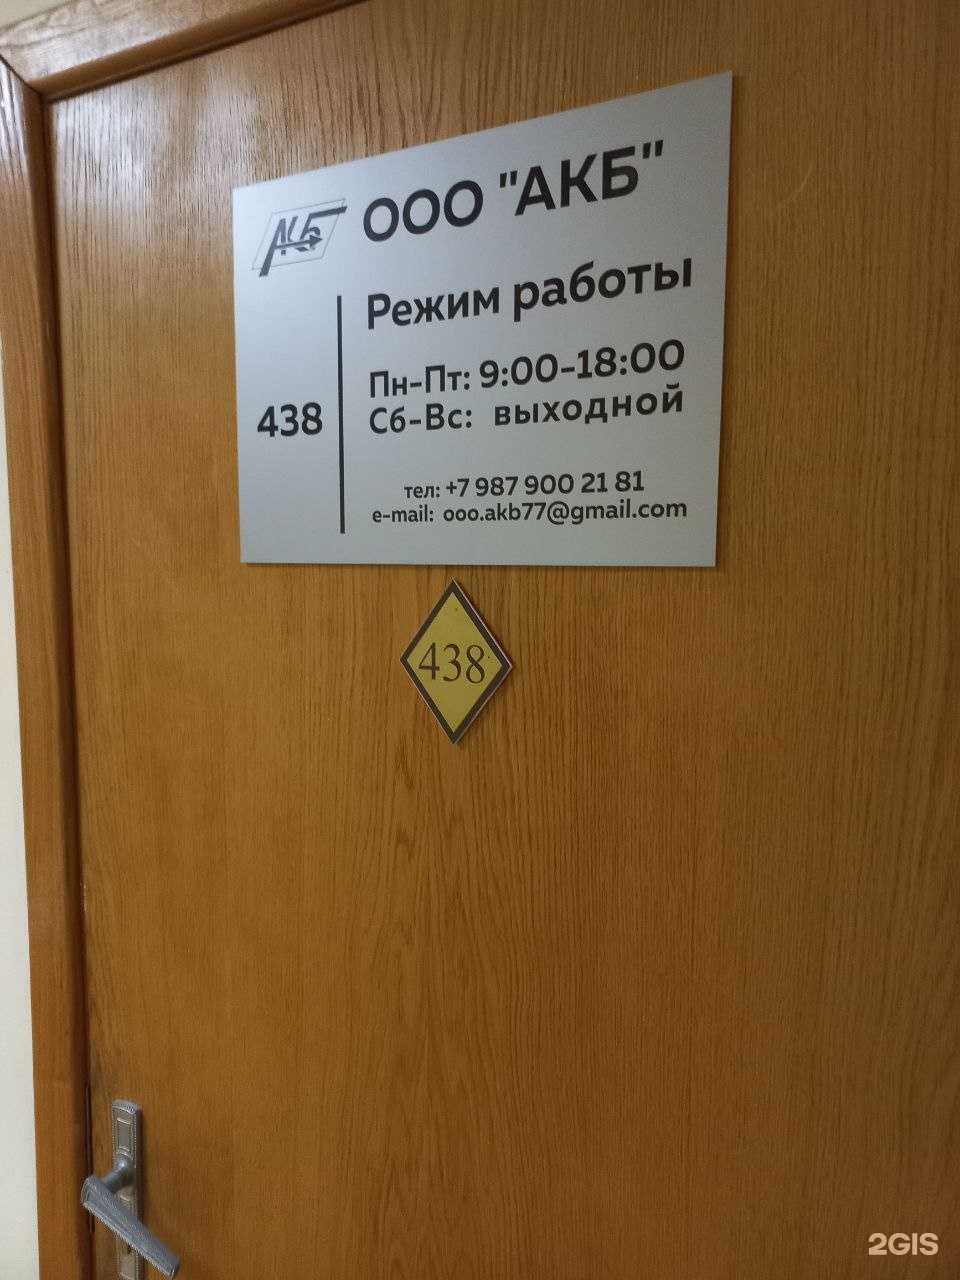 АКБ ООО "АКБ"
Режим работы
Пн-Пт: 9:00-18:00
Сб-Вс: выходной
438
тел: +7 987 900 21 81
e-mail: ooo.akb77@gmail.com
438
2GIS